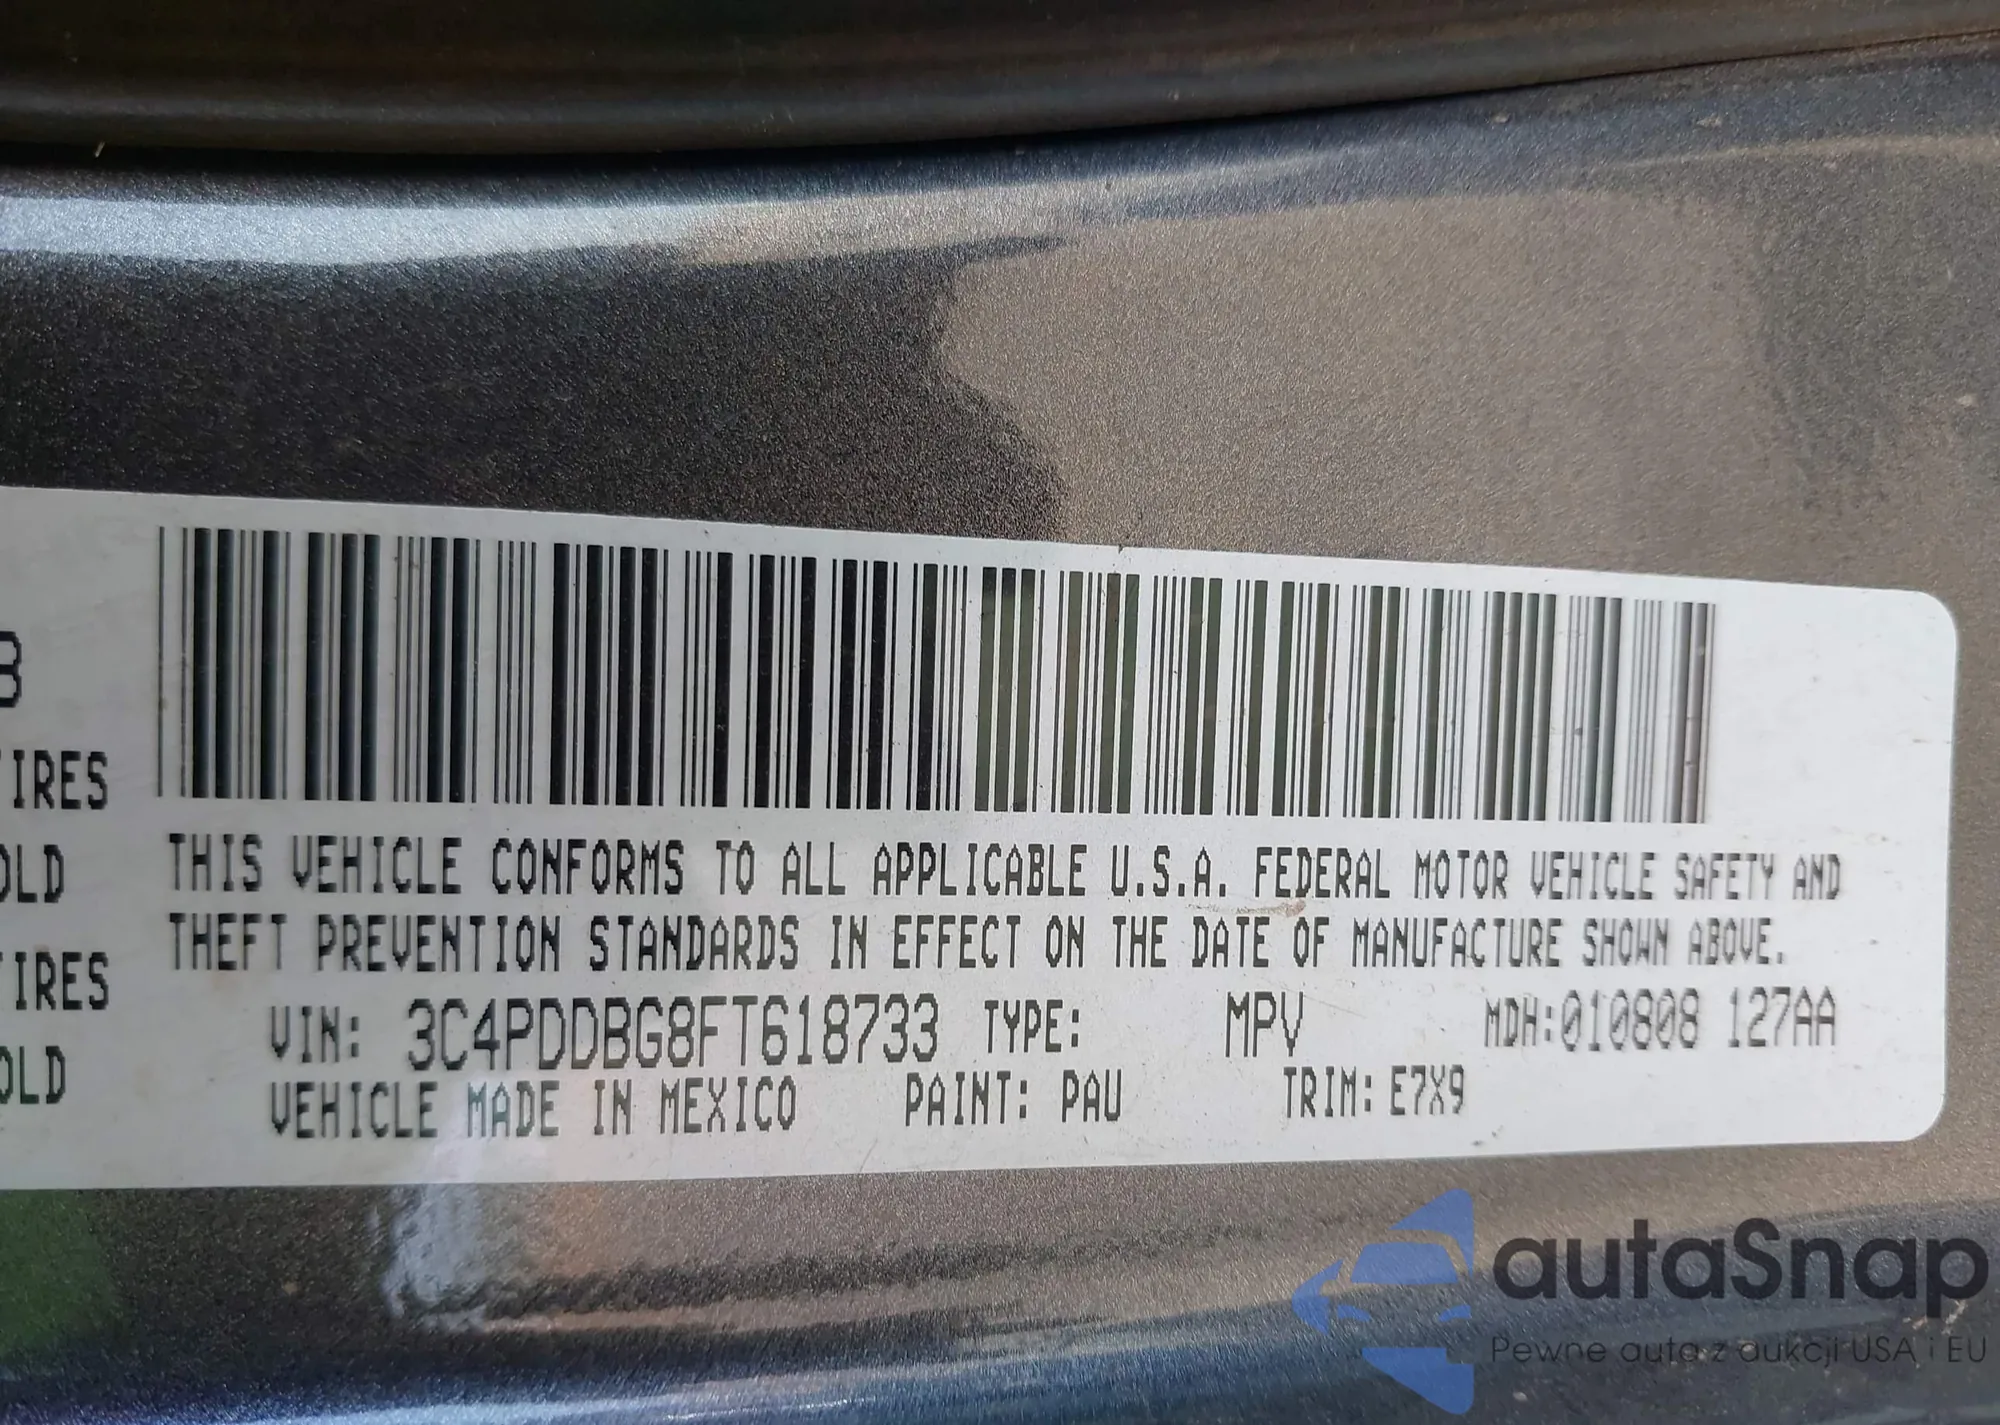 B
TIRES
OLD
TIRES
OLD
THIS VEHICLE CONFORMS TO ALL APPLICABLE U.S.A. FEDERAL MOTOR VEHICLE SAFETY AND
THEFT PREVENTION STANDARDS IN EFFECT ON THE DATE OF MANUFACTURE SHOWN ABOVE.
VIN: 3C4PDDBG8FT618733 TYPE: MPV MDH:010808 127AA
VEHICLE MADE IN MEXICO PAINT: PAU TRIM: E7X9
autaSnap
Pewne auta z aukcji USA i EU